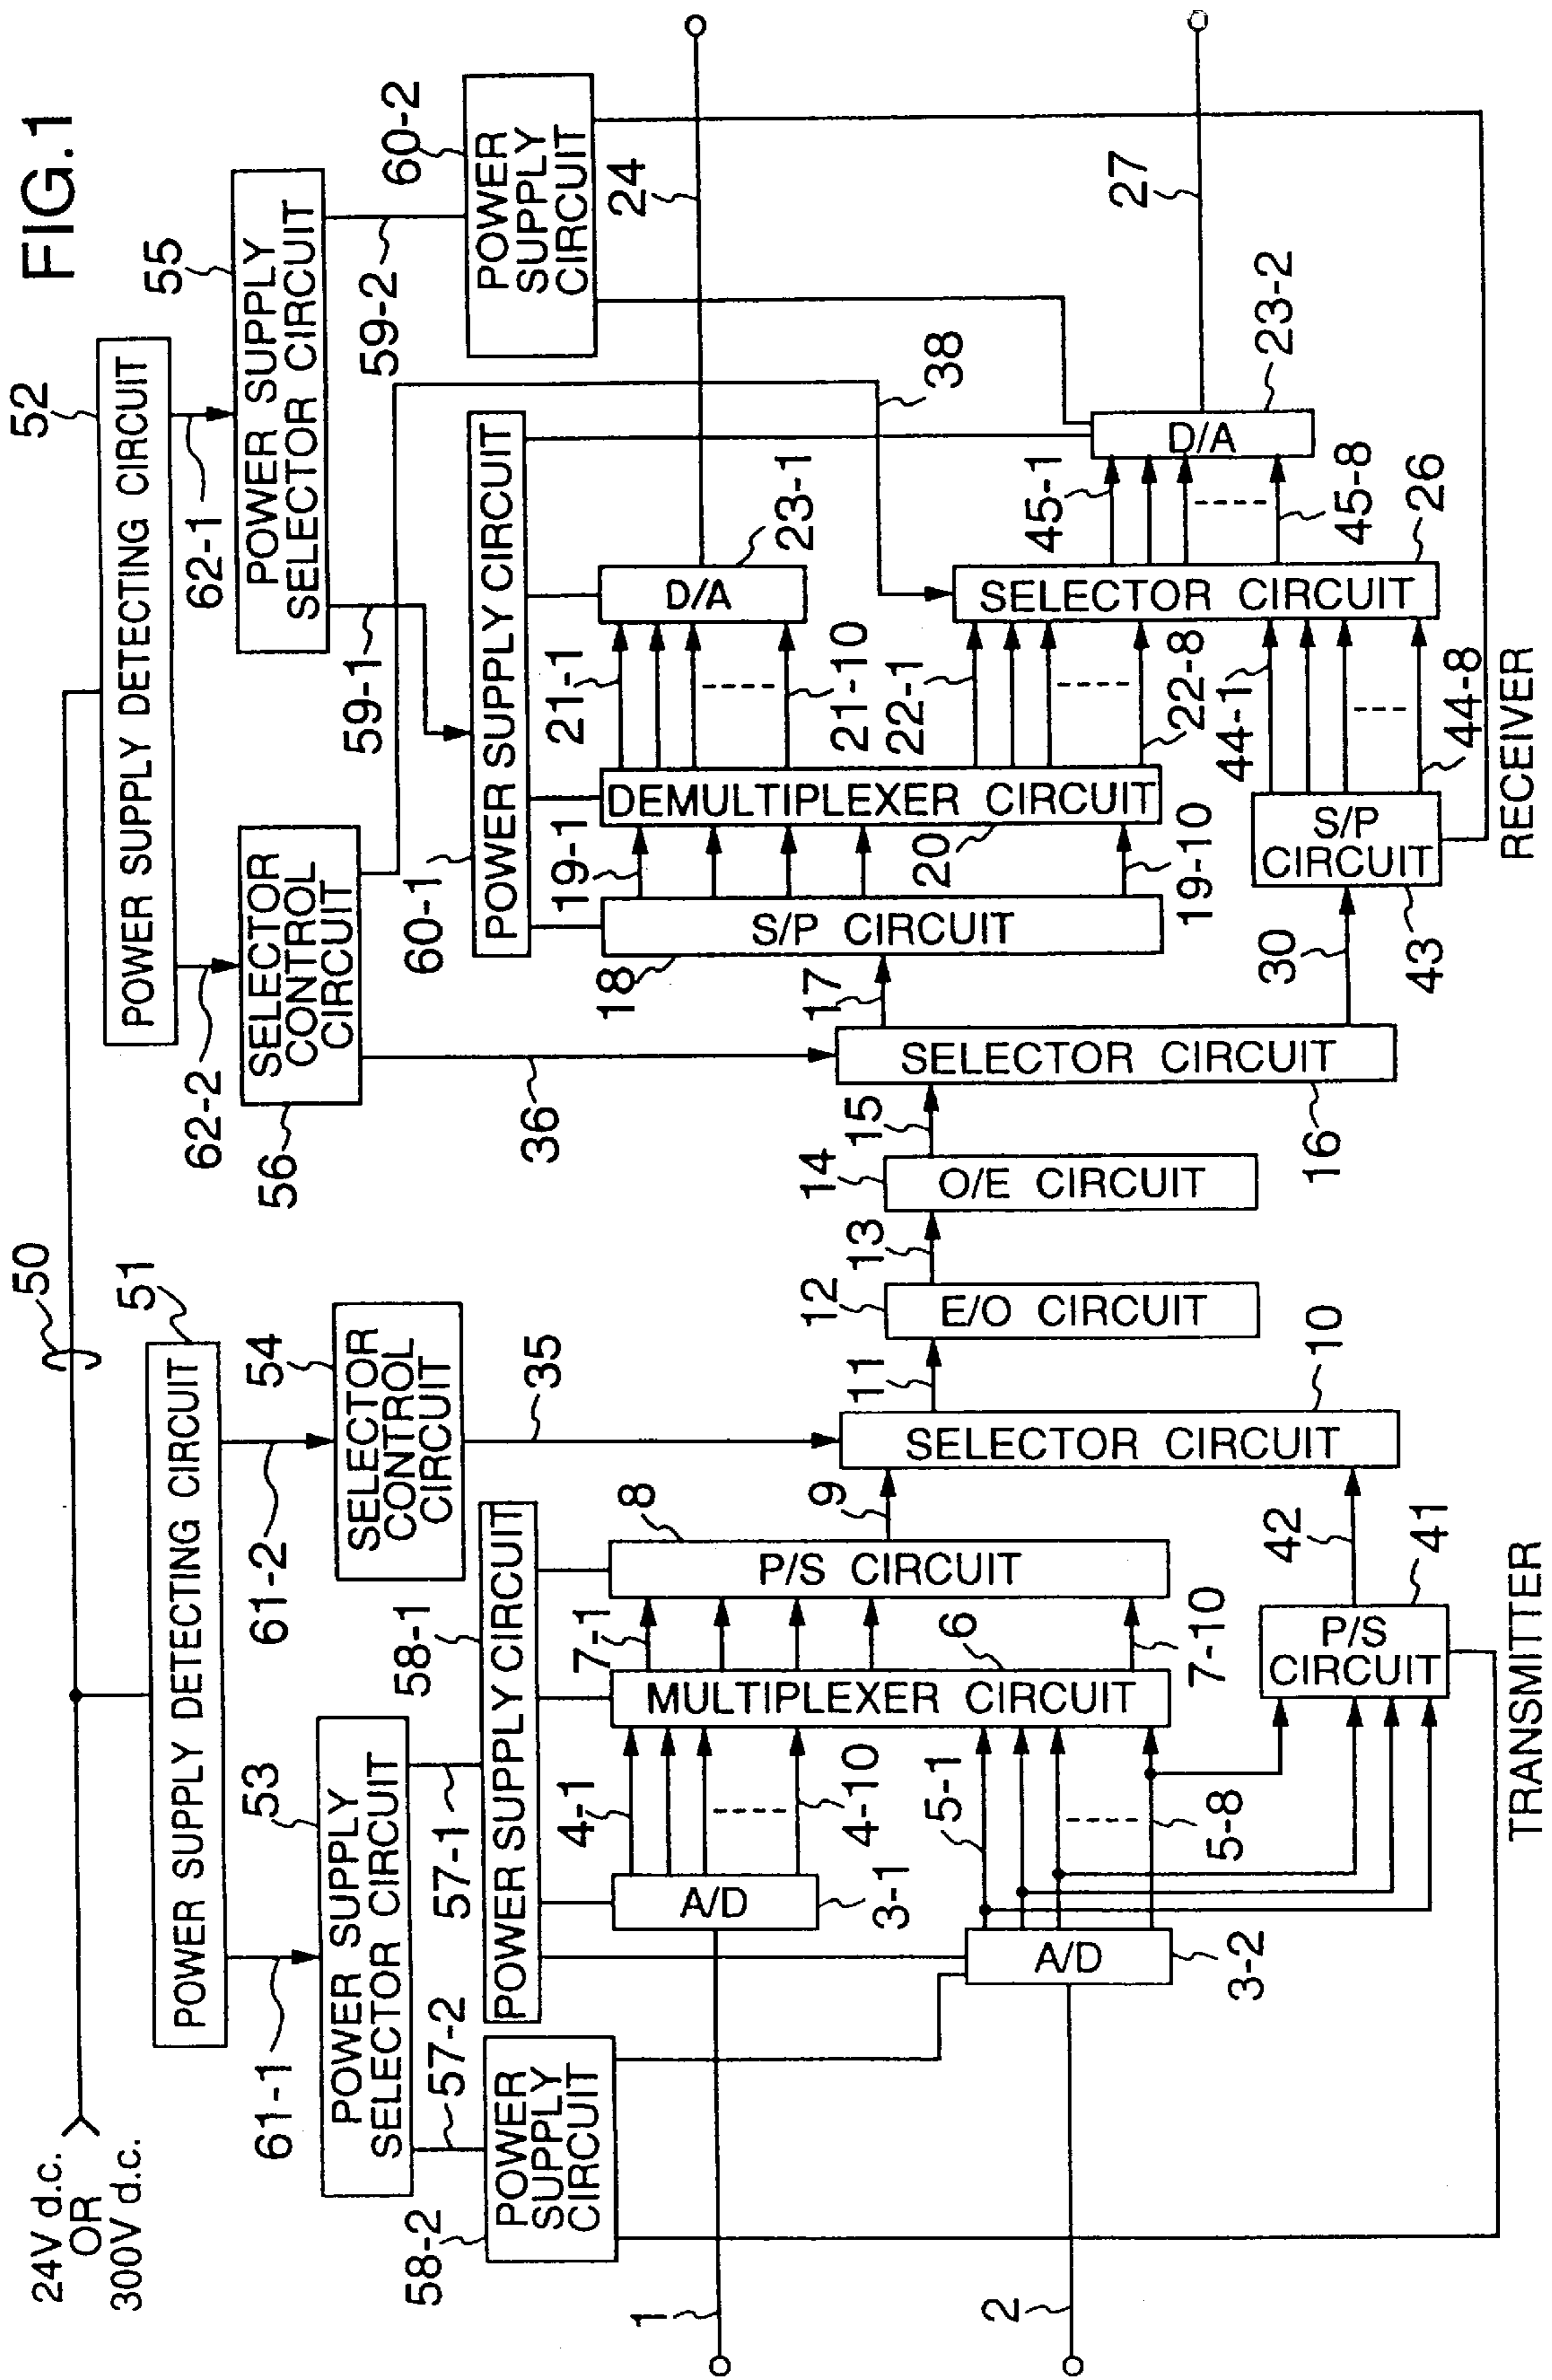 FIG.1
24V d.c.
OR
300V d.c.
50
51
POWER SUPPLY DETECTING CIRCUIT
52
POWER SUPPLY DETECTING CIRCUIT
61-1
61-2
62-2
62-1
53
POWER SUPPLY
SELECTOR CIRCUIT
54
SELECTOR
CONTROL
CIRCUIT
56
SELECTOR
CONTROL
CIRCUIT
55
POWER SUPPLY
SELECTOR CIRCUIT
57-2
57-1
35
36
59-1
59-2
58-2
POWER
SUPPLY
CIRCUIT
58-1
POWER SUPPLY CIRCUIT
60-1
POWER SUPPLY CIRCUIT
60-2
POWER
SUPPLY
CIRCUIT
1
A/D
3-1
4-1
4-10
MULTIPLEXER CIRCUIT
6
7-1
7-10
P/S CIRCUIT
8
9
2
A/D
3-2
5-1
5-8
P/S
CIRCUIT
41
42
SELECTOR CIRCUIT
10
11
E/O CIRCUIT
12
13
O/E CIRCUIT
14
15
SELECTOR CIRCUIT
16
17
S/P CIRCUIT
18
19-1
19-10
DEMULTIPLEXER CIRCUIT
20
21-1
21-10
D/A
23-1
24
22-1
22-8
30
S/P
CIRCUIT
43
44-1
44-8
SELECTOR CIRCUIT
26
38
45-1
45-8
D/A
23-2
27
TRANSMITTER
RECEIVER